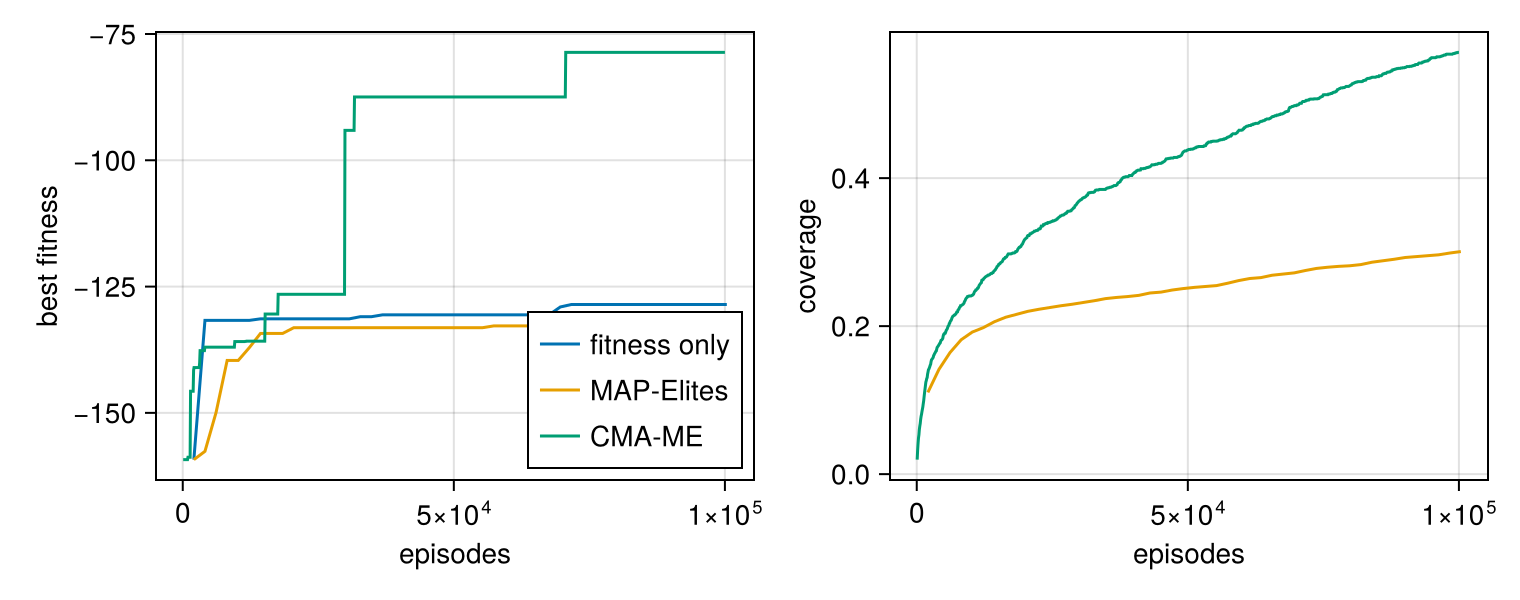 best fitness
−75
−100
−125
−150
0
5×10⁴
1×10⁵
episodes
fitness only
MAP-Elites
CMA-ME
coverage
0.4
0.2
0.0
0
5×10⁴
1×10⁵
episodes